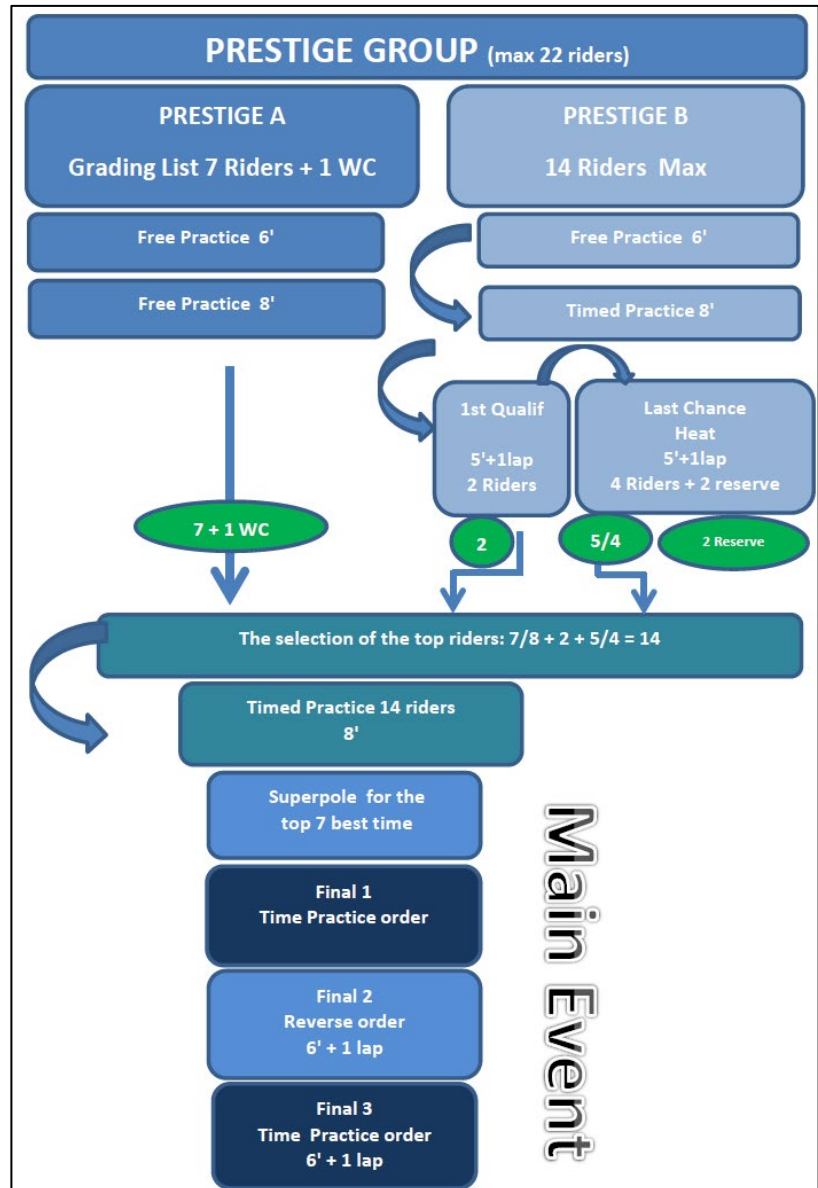 PRESTIGE GROUP (max 22 riders)
PRESTIGE A
Grading List 7 Riders + 1 WC
PRESTIGE B
14 Riders Max
Free Practice 6'
Free Practice 8'
Free Practice 6'
Timed Practice 8'
1st Qualif
5'+1lap
2 Riders
Last Chance
Heat
5'+1lap
4 Riders + 2 reserve
7 + 1 WC
2
5/4
2 Reserve
The selection of the top riders: 7/8 + 2 + 5/4 = 14
Timed Practice 14 riders
8'
Superpole for the
top 7 best time
Final 1
Time Practice order
Final 2
Reverse order
6' + 1 lap
Final 3
Time Practice order
6' + 1 lap
Main Event